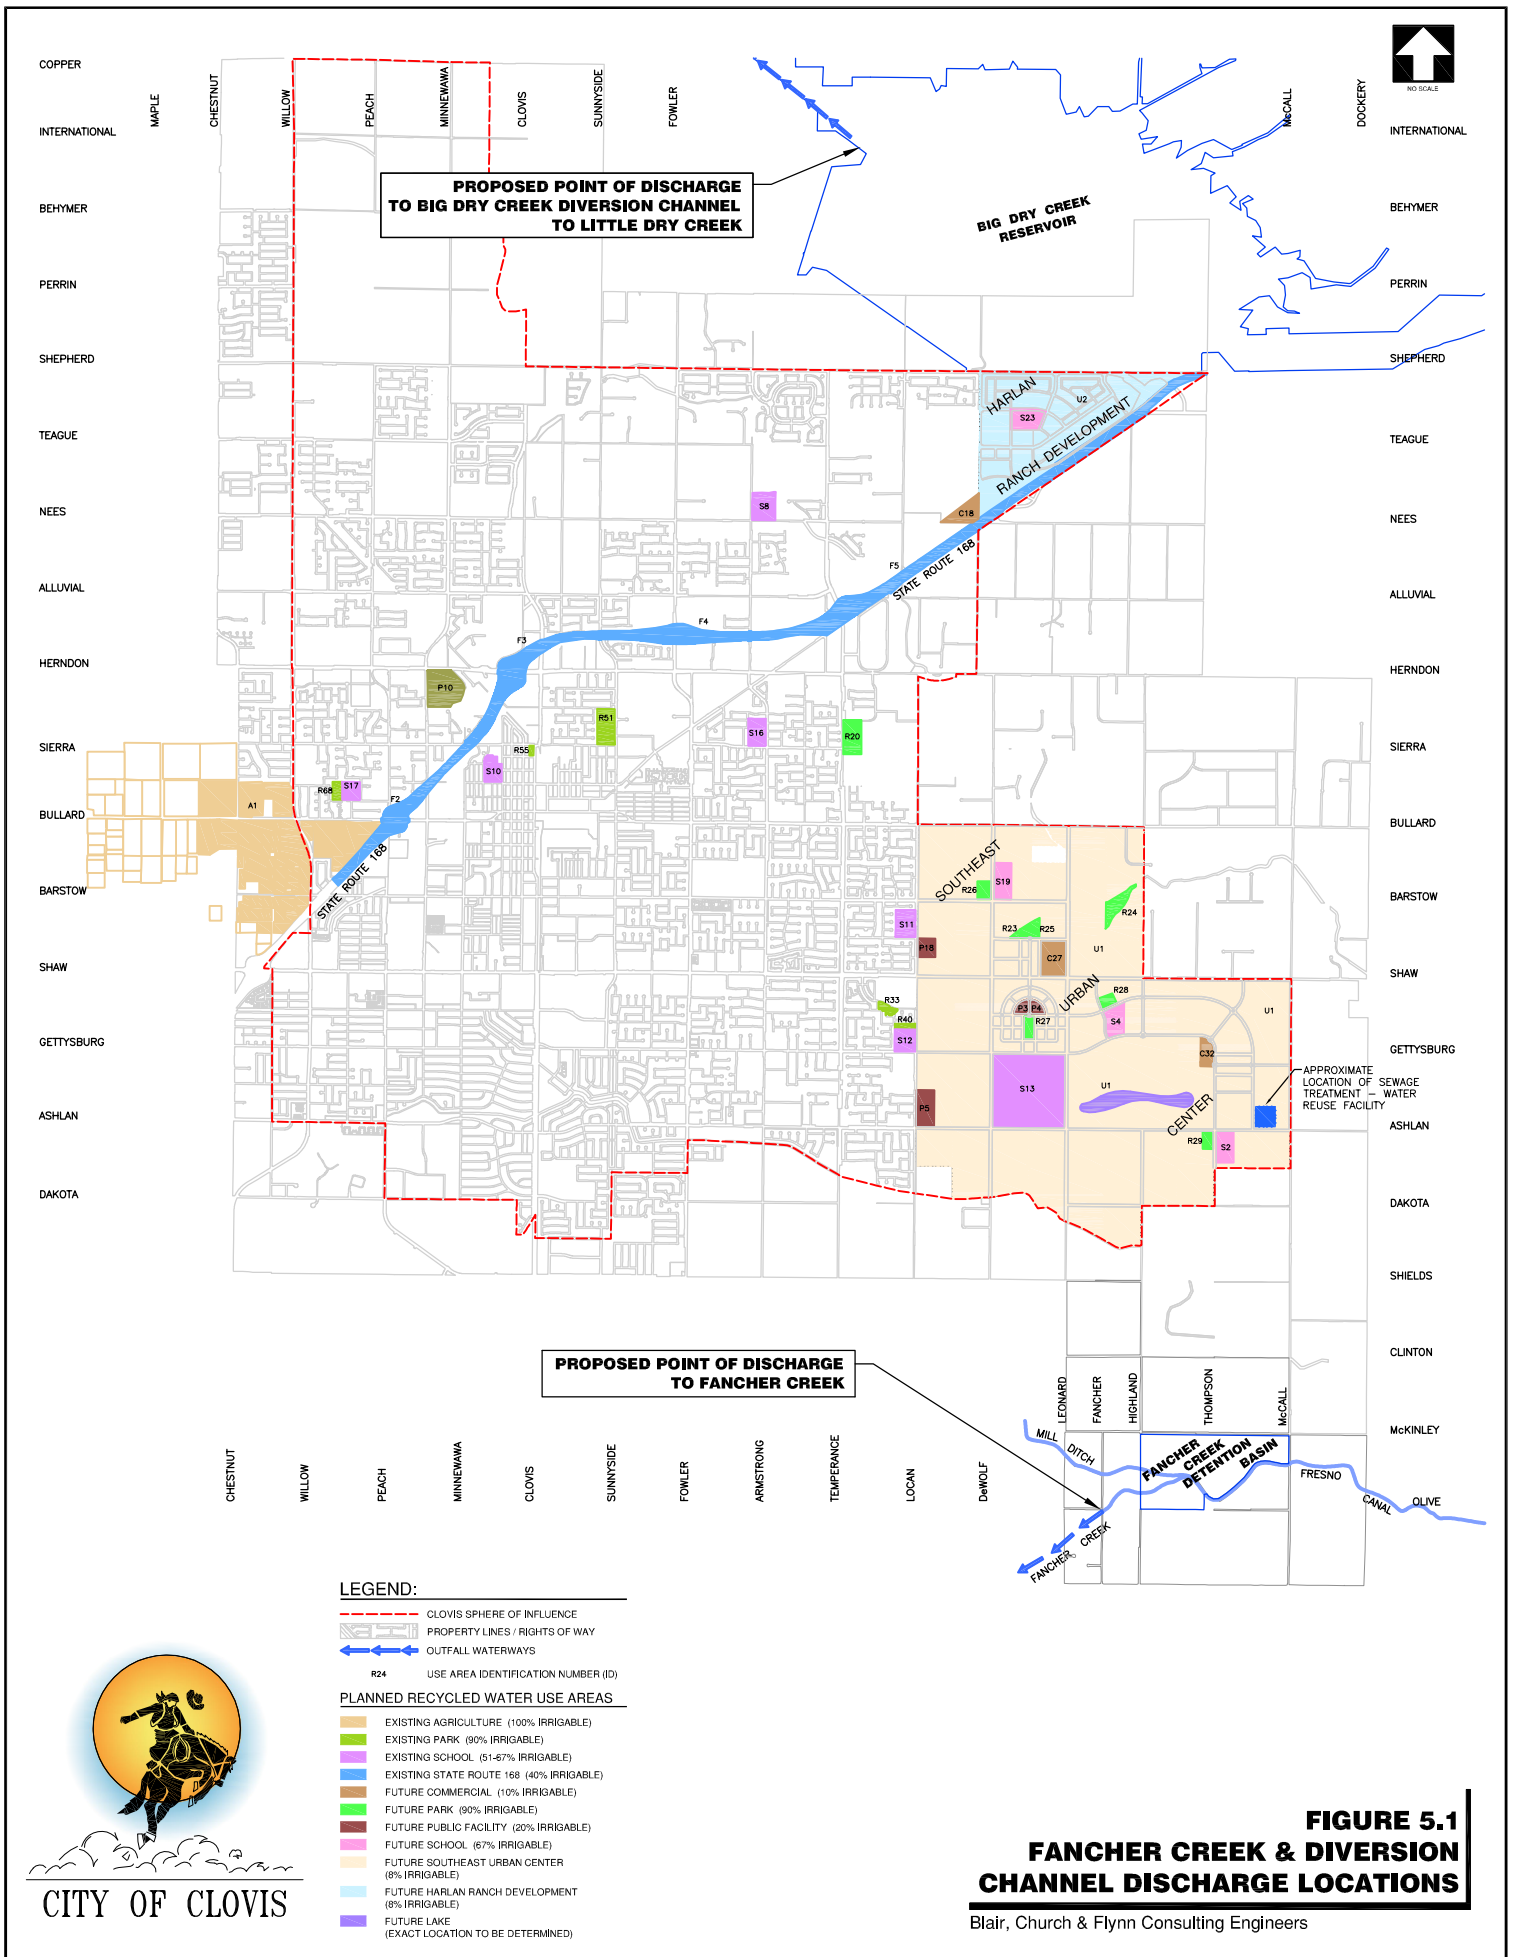 COPPER
INTERNATIONAL
BEHYMER
PERRIN
SHEPHERD
TEAGUE
NEES
ALLUVIAL
HERNDON
SIERRA
BULLARD
BARSTOW
SHAW
GETTYSBURG
ASHLAN
DAKOTA
MAPLE
CHESTNUT
WILLOW
PEACH
MINNEWAWA
CLOVIS
SUNNYSIDE
FOWLER
McCALL
DOCKERY
NO SCALE
INTERNATIONAL
BEHYMER
PERRIN
SHEPHERD
TEAGUE
NEES
ALLUVIAL
HERNDON
SIERRA
BULLARD
BARSTOW
SHAW
GETTYSBURG
ASHLAN
DAKOTA
SHIELDS
CLINTON
McKINLEY
OLIVE
PROPOSED POINT OF DISCHARGE
TO BIG DRY CREEK DIVERSION CHANNEL
TO LITTLE DRY CREEK
BIG DRY CREEK
RESERVOIR
HARLAN
RANCH DEVELOPMENT
U2
S23
C18
S8
F5
STATE ROUTE 168
F4
F3
P10
R51
R55
S10
S16
R20
R68
S17
F2
A1
STATE ROUTE 168
SOUTHEAST
URBAN
CENTER
S19
R26
R24
S11
R23
R25
P18
C27
U1
R33
R40
S12
P3
P4
R27
R28
S4
U1
C32
S13
U1
P5
R29
S2
APPROXIMATE
LOCATION OF SEWAGE
TREATMENT – WATER
REUSE FACILITY
PROPOSED POINT OF DISCHARGE
TO FANCHER CREEK
LEONARD
FANCHER
HIGHLAND
THOMPSON
McCALL
CHESTNUT
WILLOW
PEACH
MINNEWAWA
CLOVIS
SUNNYSIDE
FOWLER
ARMSTRONG
TEMPERANCE
LOCAN
DeWOLF
MILL DITCH
FANCHER
CREEK
DETENTION
BASIN
FRESNO
CANAL
FANCHER CREEK
LEGEND:
CLOVIS SPHERE OF INFLUENCE
PROPERTY LINES / RIGHTS OF WAY
OUTFALL WATERWAYS
R24 USE AREA IDENTIFICATION NUMBER (ID)
PLANNED RECYCLED WATER USE AREAS
EXISTING AGRICULTURE (100% IRRIGABLE)
EXISTING PARK (90% IRRIGABLE)
EXISTING SCHOOL (51-67% IRRIGABLE)
EXISTING STATE ROUTE 168 (40% IRRIGABLE)
FUTURE COMMERCIAL (10% IRRIGABLE)
FUTURE PARK (90% IRRIGABLE)
FUTURE PUBLIC FACILITY (20% IRRIGABLE)
FUTURE SCHOOL (67% IRRIGABLE)
FUTURE SOUTHEAST URBAN CENTER
(8% IRRIGABLE)
FUTURE HARLAN RANCH DEVELOPMENT
(8% IRRIGABLE)
FUTURE LAKE
(EXACT LOCATION TO BE DETERMINED)
CITY OF CLOVIS
FIGURE 5.1
FANCHER CREEK & DIVERSION
CHANNEL DISCHARGE LOCATIONS
Blair, Church & Flynn Consulting Engineers